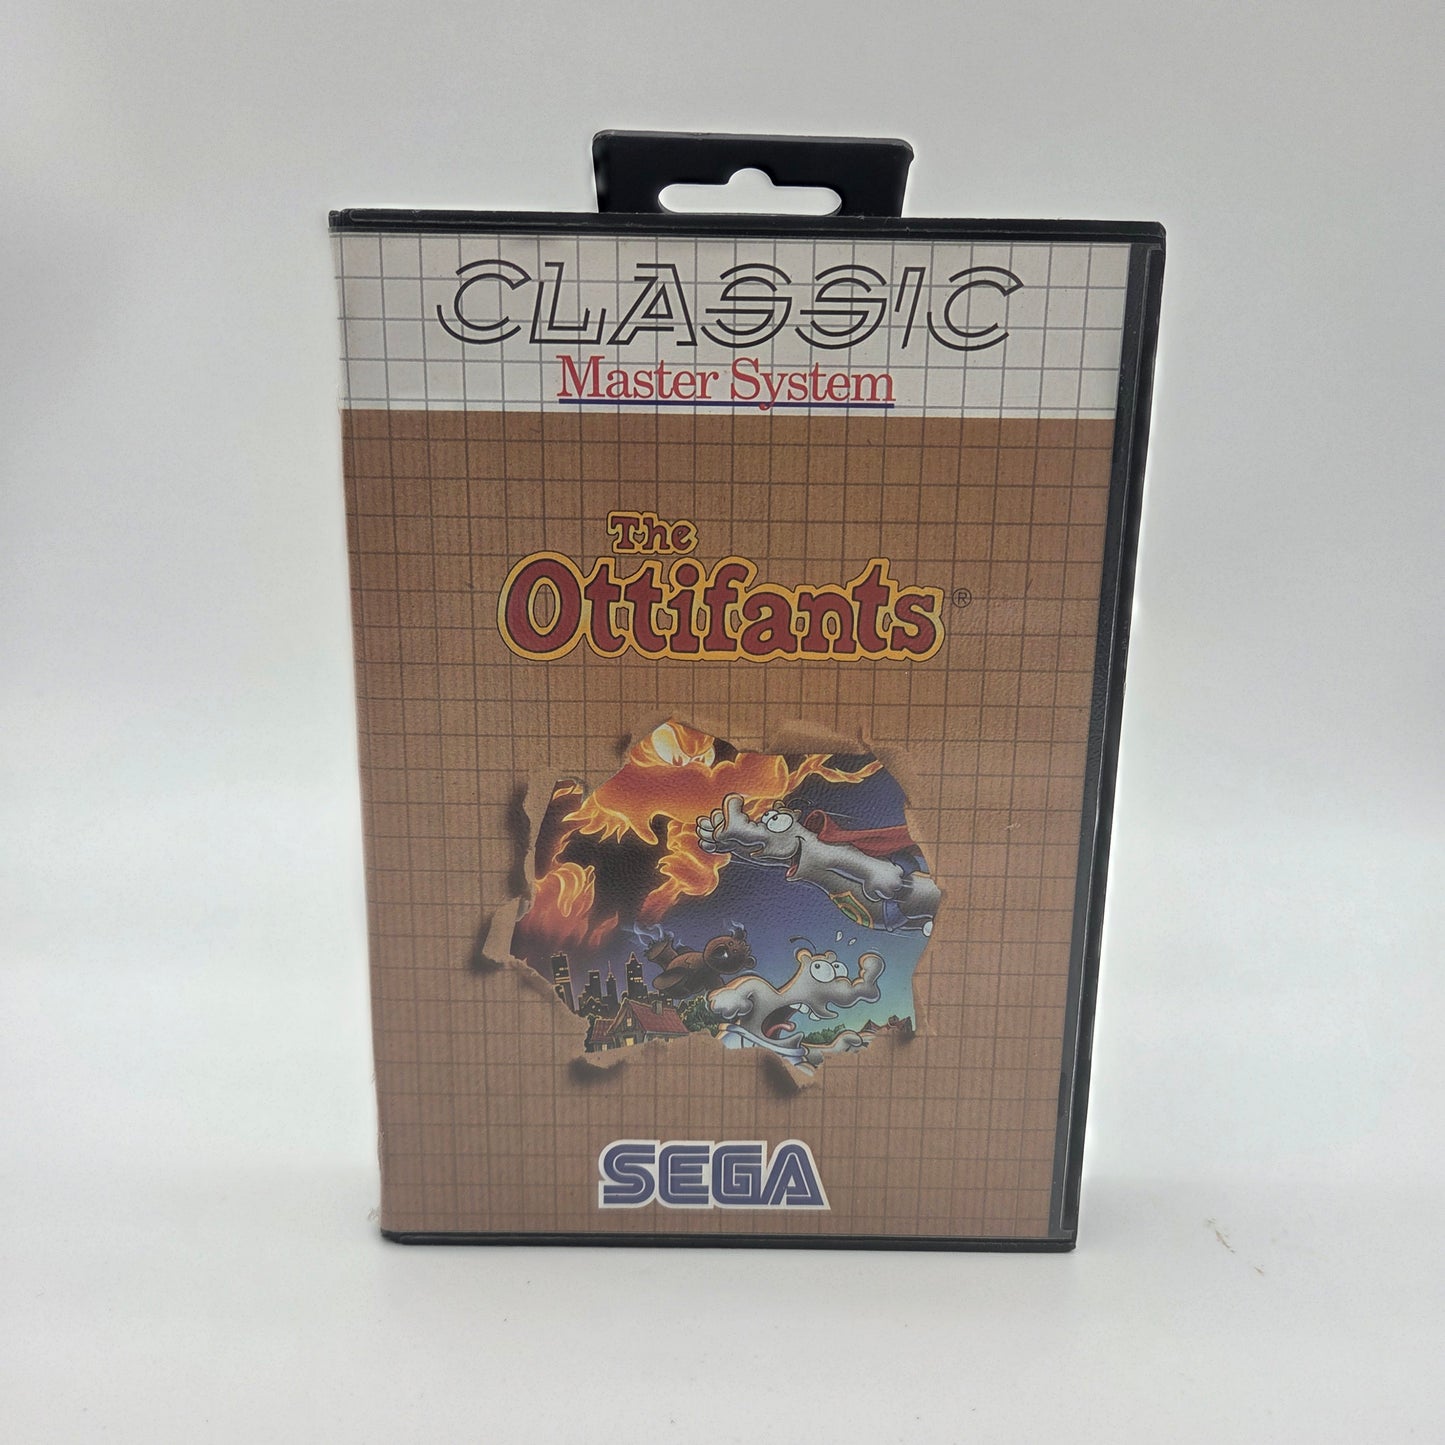 CLASSIC
Master System
The
Ottifants®
SEGA